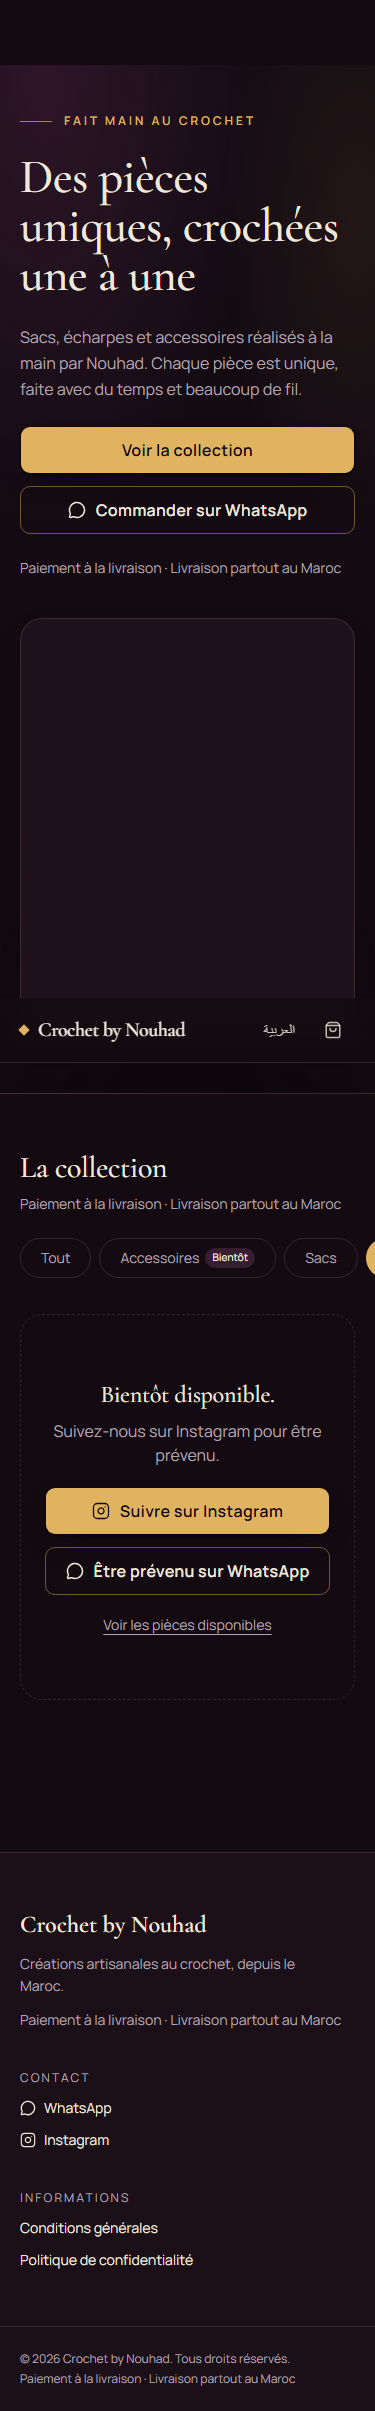 FAIT MAIN AU CROCHET
Des pièces
uniques, crochées
une à une
Sacs, écharpes et accessoires réalisés à la
main par Nouhad. Chaque pièce est unique,
faite avec du temps et beaucoup de fil.
Voir la collection
Commander sur WhatsApp
Paiement à la livraison · Livraison partout au Maroc
Crochet by Nouhad العربية
La collection
Paiement à la livraison · Livraison partout au Maroc
Tout Accessoires Bientôt Sacs
Bientôt disponible.
Suivez-nous sur Instagram pour être
prévenu.
Suivre sur Instagram
Être prévenu sur WhatsApp
Voir les pièces disponibles
Crochet by Nouhad
Créations artisanales au crochet, depuis le
Maroc.
Paiement à la livraison · Livraison partout au Maroc
CONTACT
WhatsApp
Instagram
INFORMATIONS
Conditions générales
Politique de confidentialité
© 2026 Crochet by Nouhad. Tous droits réservés.
Paiement à la livraison · Livraison partout au Maroc